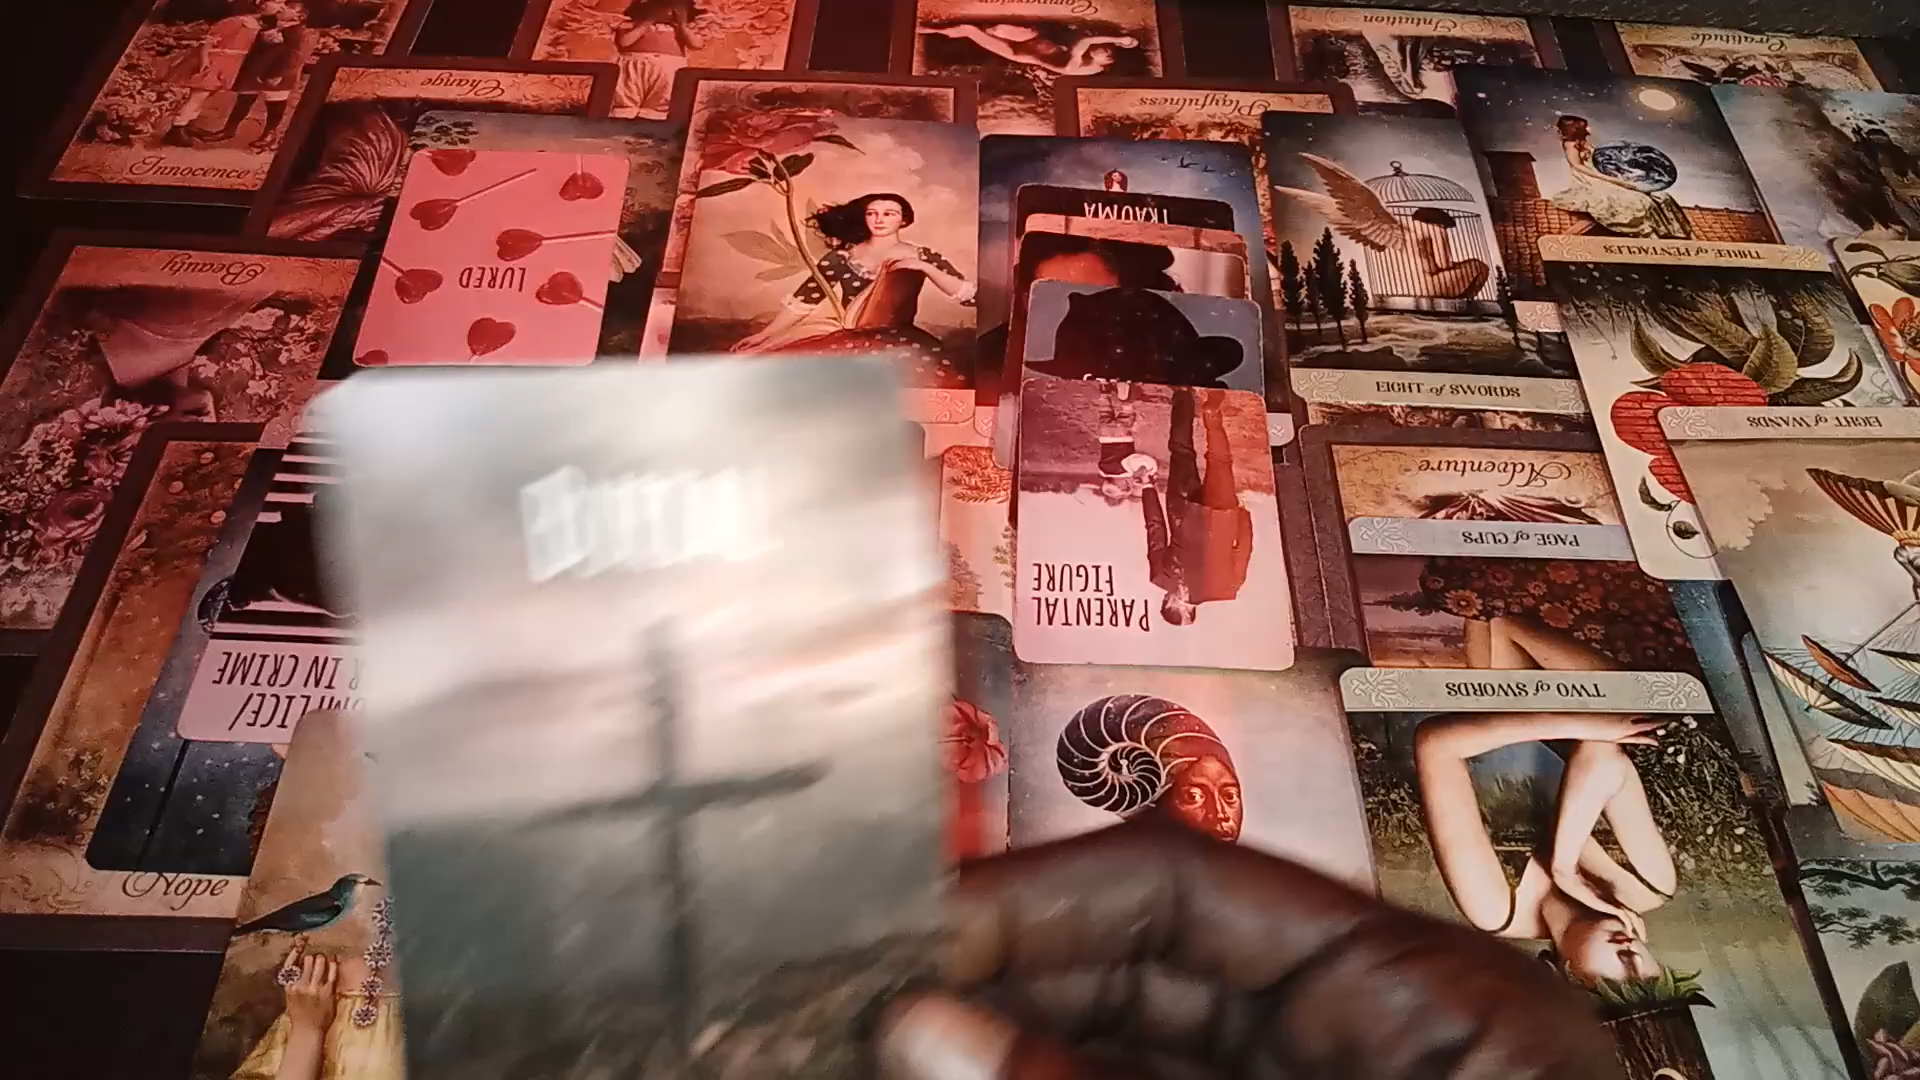 Compassion
Intuition
Gratitude
Change
Playfulness
Innocence
TRAUMA
THREE of PENTACLES
Beauty
LURED
EIGHT of SWORDS
EIGHT of WANDS
Adventure
PAGE of CUPS
PARENTAL
FIGURE
IN CRIME
TWO of SWORDS
Hope